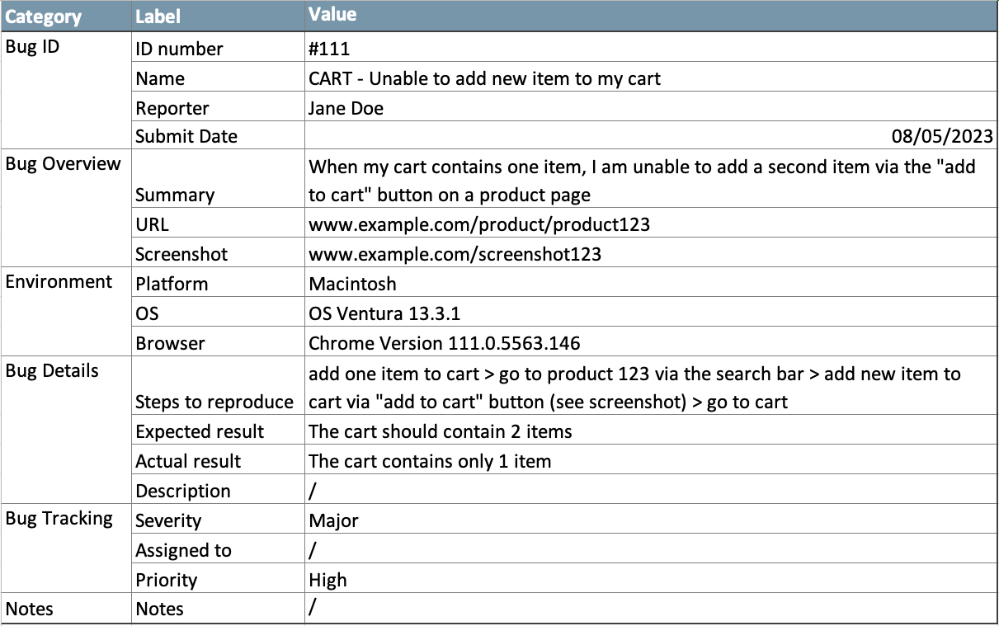 Category Label Value
Bug ID ID number #111
Name CART - Unable to add new item to my cart
Reporter Jane Doe
Submit Date 08/05/2023
Bug Overview Summary When my cart contains one item, I am unable to add a second item via the "add
to cart" button on a product page
URL www.example.com/product/product123
Screenshot www.example.com/screenshot123
Environment Platform Macintosh
OS OS Ventura 13.3.1
Browser Chrome Version 111.0.5563.146
Bug Details Steps to reproduce add one item to cart > go to product 123 via the search bar > add new item to
cart via "add to cart" button (see screenshot) > go to cart
Expected result The cart should contain 2 items
Actual result The cart contains only 1 item
Description /
Bug Tracking Severity Major
Assigned to /
Priority High
Notes Notes /